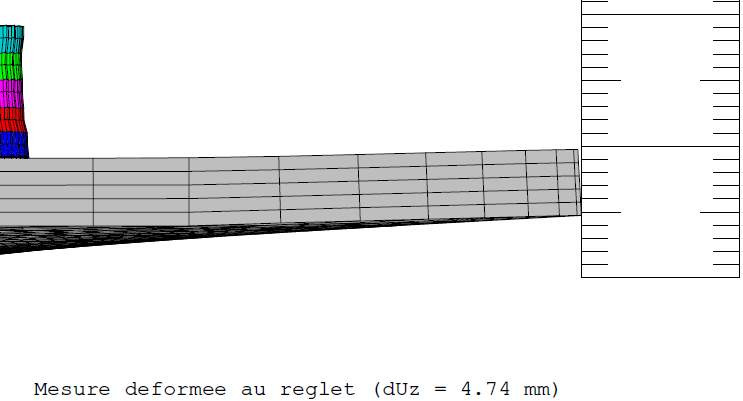 Mesure deformee au reglet (dUz = 4.74 mm)